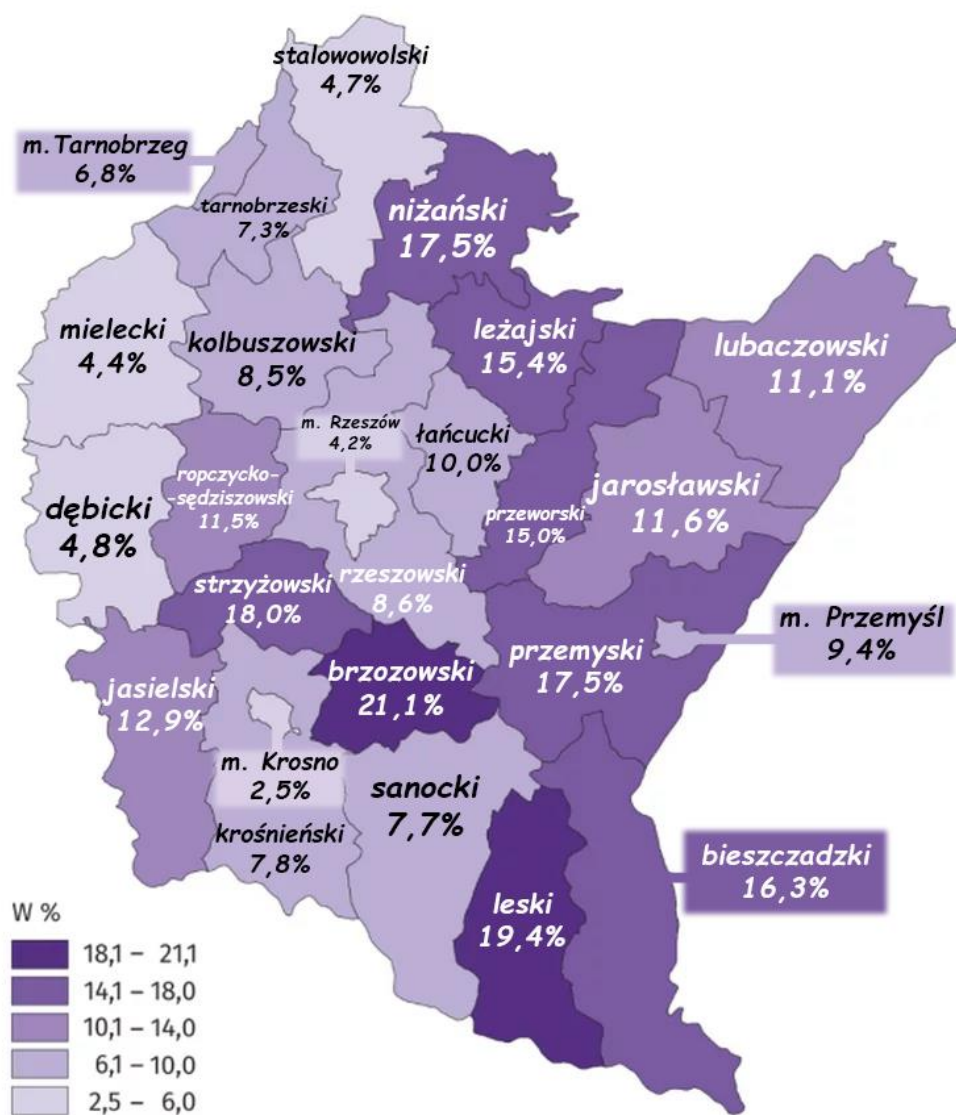 stalowowolski
4,7%
m.Tarnobrzeg
6,8%
tarnobrzeski
7,3%
niżański
17,5%
mielecki
4,4%
kolbuszowski
8,5%
leżajski
15,4%
lubaczowski
11,1%
m. Rzeszów
4,2%
łańcucki
10,0%
ropczycko-
-sędziszowski
11,5%
dębicki
4,8%
przeworski
15,0%
jarosławski
11,6%
strzyżowski
18,0%
rzeszowski
8,6%
m. Przemyśl
9,4%
przemyski
17,5%
brzozowski
21,1%
jasielski
12,9%
m. Krosno
2,5%
sanocki
7,7%
krośnieński
7,8%
bieszczadzki
16,3%
leski
19,4%
W %
18,1 – 21,1
14,1 – 18,0
10,1 – 14,0
6,1 – 10,0
2,5 – 6,0